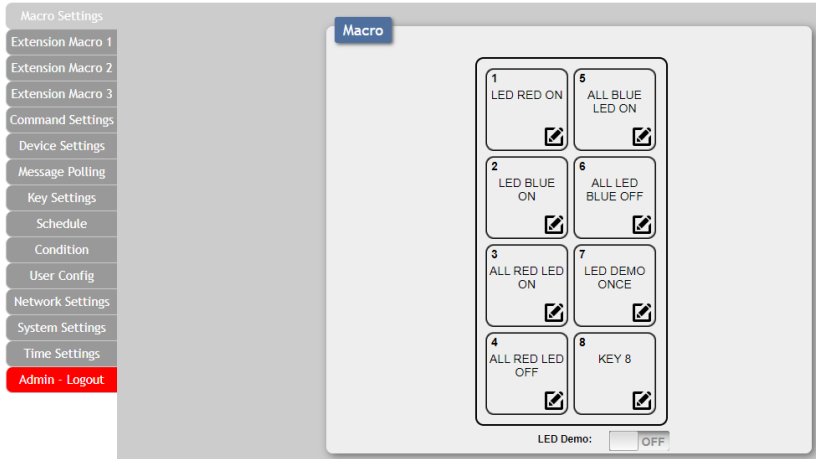 Macro Settings
Extension Macro 1
Extension Macro 2
Extension Macro 3
Command Settings
Device Settings
Message Polling
Key Settings
Schedule
Condition
User Config
Network Settings
System Settings
Time Settings
Admin - Logout
Macro
1
LED RED ON
5
ALL BLUE
LED ON
2
LED BLUE
ON
6
ALL LED
BLUE OFF
3
ALL RED LED
ON
7
LED DEMO
ONCE
4
ALL RED LED
OFF
8
KEY 8
LED Demo: OFF